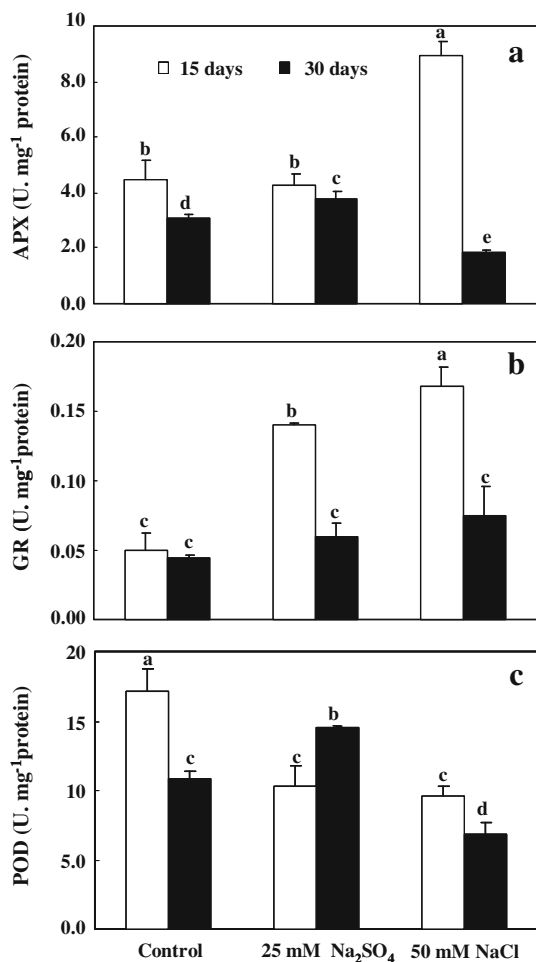 10
a
a
15 days
30 days
8.0
APX (U. mg⁻¹ protein)
6.0
b
b
4.0
d
c
2.0
e
0.0
0.20
a
b
0.15
b
GR (U. mg⁻¹protein)
0.10
c
c
c
c
0.05
0.00
20
a
c
15
b
POD (U. mg⁻¹protein)
c
c
c
10
d
5.0
0.0
Control
25 mM Na₂SO₄
50 mM NaCl